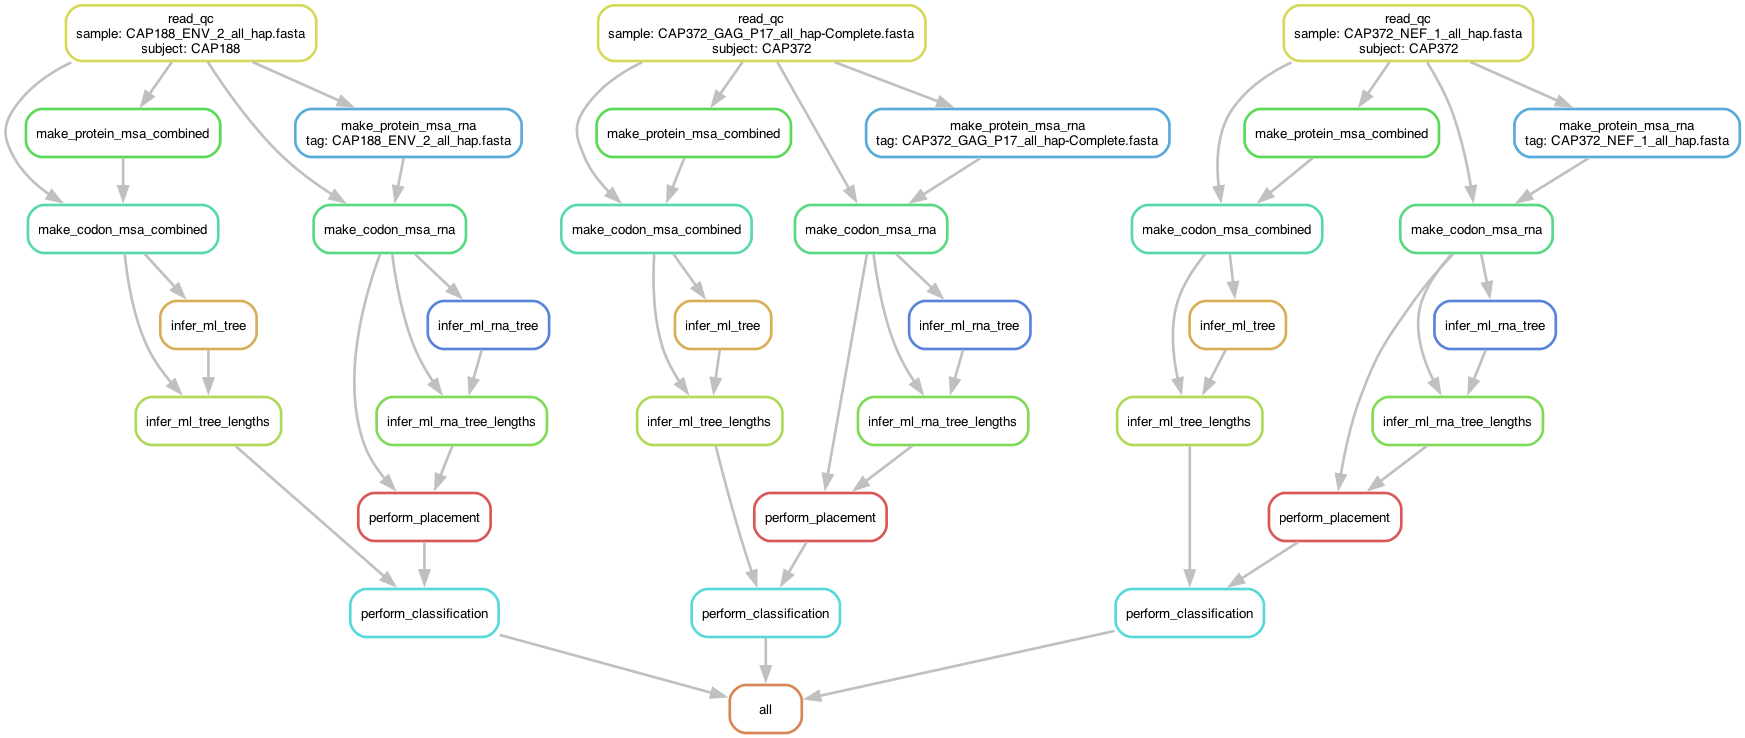 read_qc
sample: CAP188_ENV_2_all_hap.fasta
subject: CAP188
read_qc
sample: CAP372_GAG_P17_all_hap-Complete.fasta
subject: CAP372
read_qc
sample: CAP372_NEF_1_all_hap.fasta
subject: CAP372
make_protein_msa_combined
make_protein_msa_rna
tag: CAP188_ENV_2_all_hap.fasta
make_protein_msa_combined
make_protein_msa_rna
tag: CAP372_GAG_P17_all_hap-Complete.fasta
make_protein_msa_combined
make_protein_msa_rna
tag: CAP372_NEF_1_all_hap.fasta
make_codon_msa_combined
make_codon_msa_rna
make_codon_msa_combined
make_codon_msa_rna
make_codon_msa_combined
make_codon_msa_rna
infer_ml_tree
infer_ml_rna_tree
infer_ml_tree
infer_ml_rna_tree
infer_ml_tree
infer_ml_rna_tree
infer_ml_tree_lengths
infer_ml_rna_tree_lengths
infer_ml_tree_lengths
infer_ml_rna_tree_lengths
infer_ml_tree_lengths
infer_ml_rna_tree_lengths
perform_placement
perform_placement
perform_placement
perform_classification
perform_classification
perform_classification
all